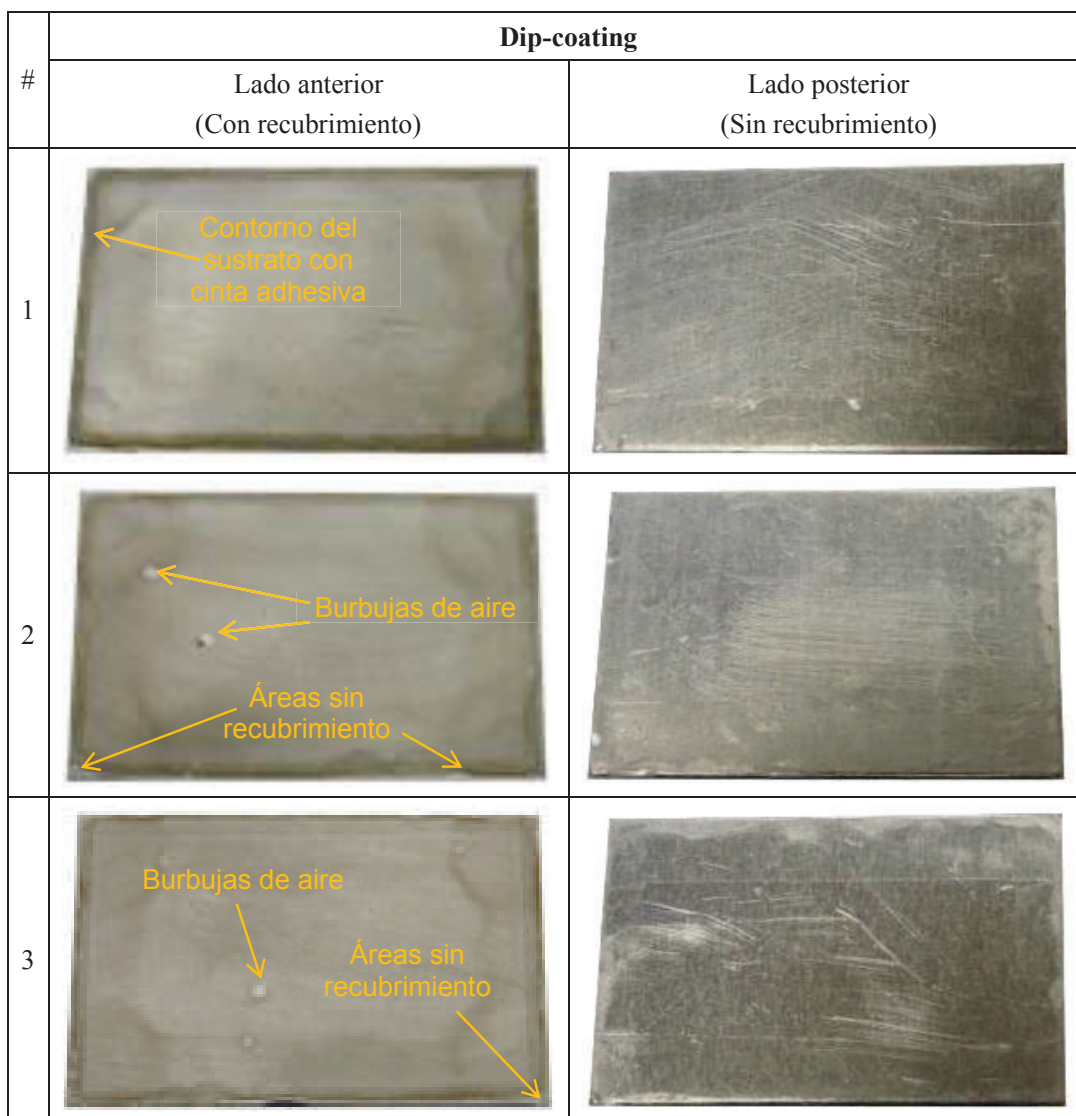 Dip-coating
#
Lado anterior
(Con recubrimiento)
Lado posterior
(Sin recubrimiento)
1
Contorno del
sustrato con
cinta adhesiva
2
Burbujas de aire
Áreas sin
recubrimiento
3
Burbujas de aire
Áreas sin
recubrimiento